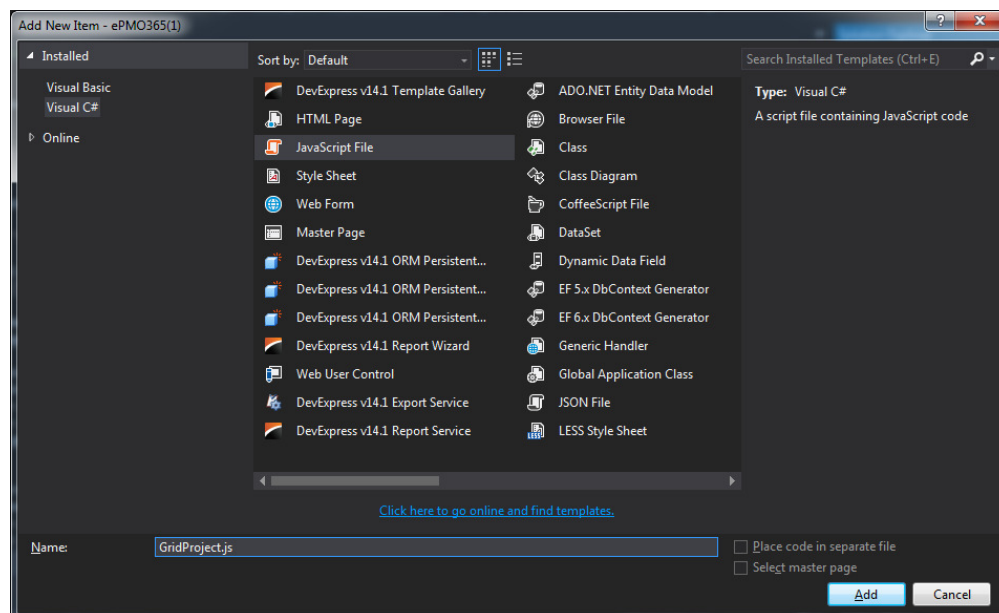 Add New Item - ePMO365(1)
?
X
Installed
Visual Basic
Visual C#
Online
Sort by: Default
DevExpress v14.1 Template Gallery
HTML Page
JavaScript File
Style Sheet
Web Form
Master Page
DevExpress v14.1 ORM Persistent...
DevExpress v14.1 ORM Persistent...
DevExpress v14.1 ORM Persistent...
DevExpress v14.1 Report Wizard
Web User Control
DevExpress v14.1 Export Service
DevExpress v14.1 Report Service
ADO.NET Entity Data Model
Browser File
Class
Class Diagram
CoffeeScript File
DataSet
Dynamic Data Field
EF 5.x DbContext Generator
EF 6.x DbContext Generator
Generic Handler
Global Application Class
JSON File
LESS Style Sheet
Search Installed Templates (Ctrl+E)
Type: Visual C#
A script file containing JavaScript code
Click here to go online and find templates.
Name:
GridProject.js
Place code in separate file
Select master page
Add
Cancel